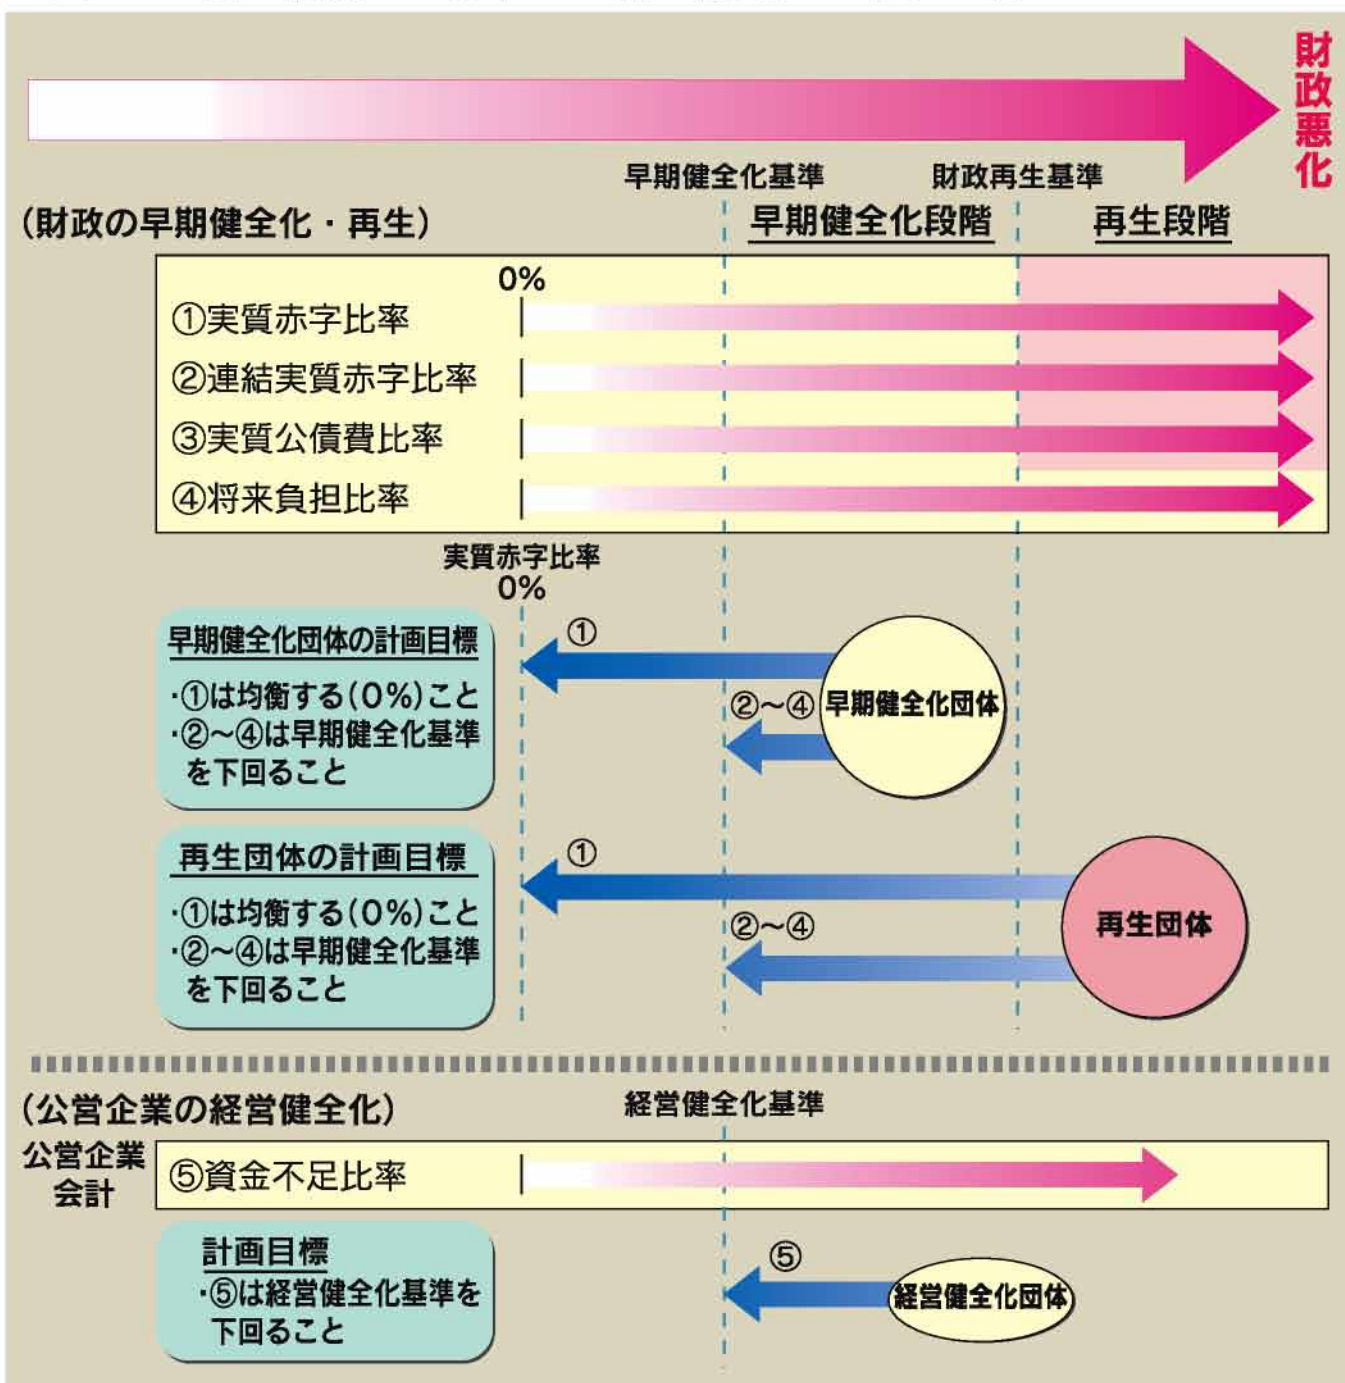 財政悪化
早期健全化基準
財政再生基準
(財政の早期健全化・再生)
早期健全化段階
再生段階
0%
①実質赤字比率
②連結実質赤字比率
③実質公債費比率
④将来負担比率
実質赤字比率
0%
早期健全化団体の計画目標
・①は均衡する(0%)こと
・②〜④は早期健全化基準
を下回ること
①
②〜④
早期健全化団体
再生団体の計画目標
・①は均衡する(0%)こと
・②〜④は早期健全化基準
を下回ること
①
②〜④
再生団体
(公営企業の経営健全化)
経営健全化基準
公営企業
会計
⑤資金不足比率
計画目標
・⑤は経営健全化基準を
下回ること
⑤
経営健全化団体